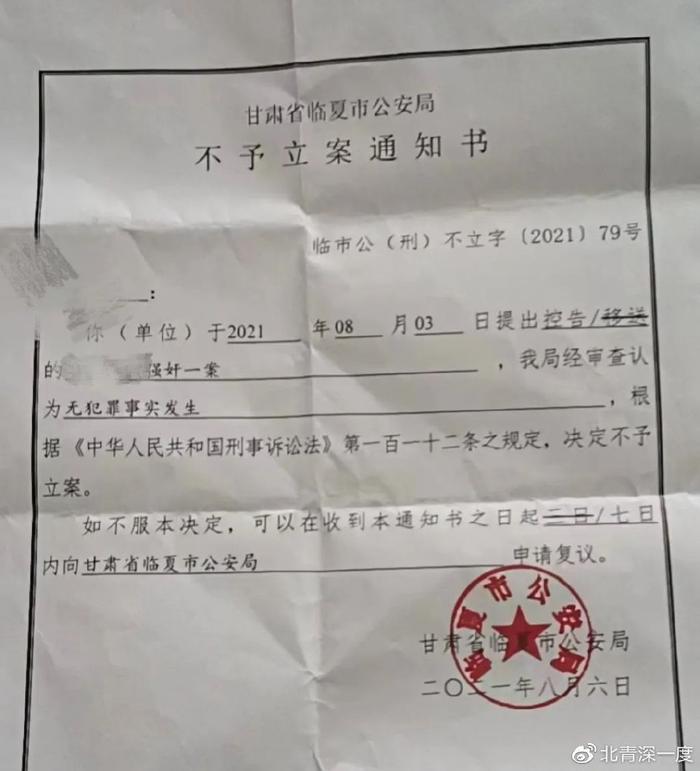 甘肃省临夏市公安局
不予立案通知书
临市公（刑）不立字〔2021〕79号
：
你（单位）于2021年08月03日提出控告/移送
的 强奸一案，我局经审查认
为无犯罪事实发生，根
据《中华人民共和国刑事诉讼法》第一百一十二条之规定，决定不予
立案。
如不服本决定，可以在收到本通知书之日起三日/七日
内向甘肃省临夏市公安局申请复议。
临夏市公安局
甘肃省临夏市公安局
二〇二一年八月六日
@北青深一度